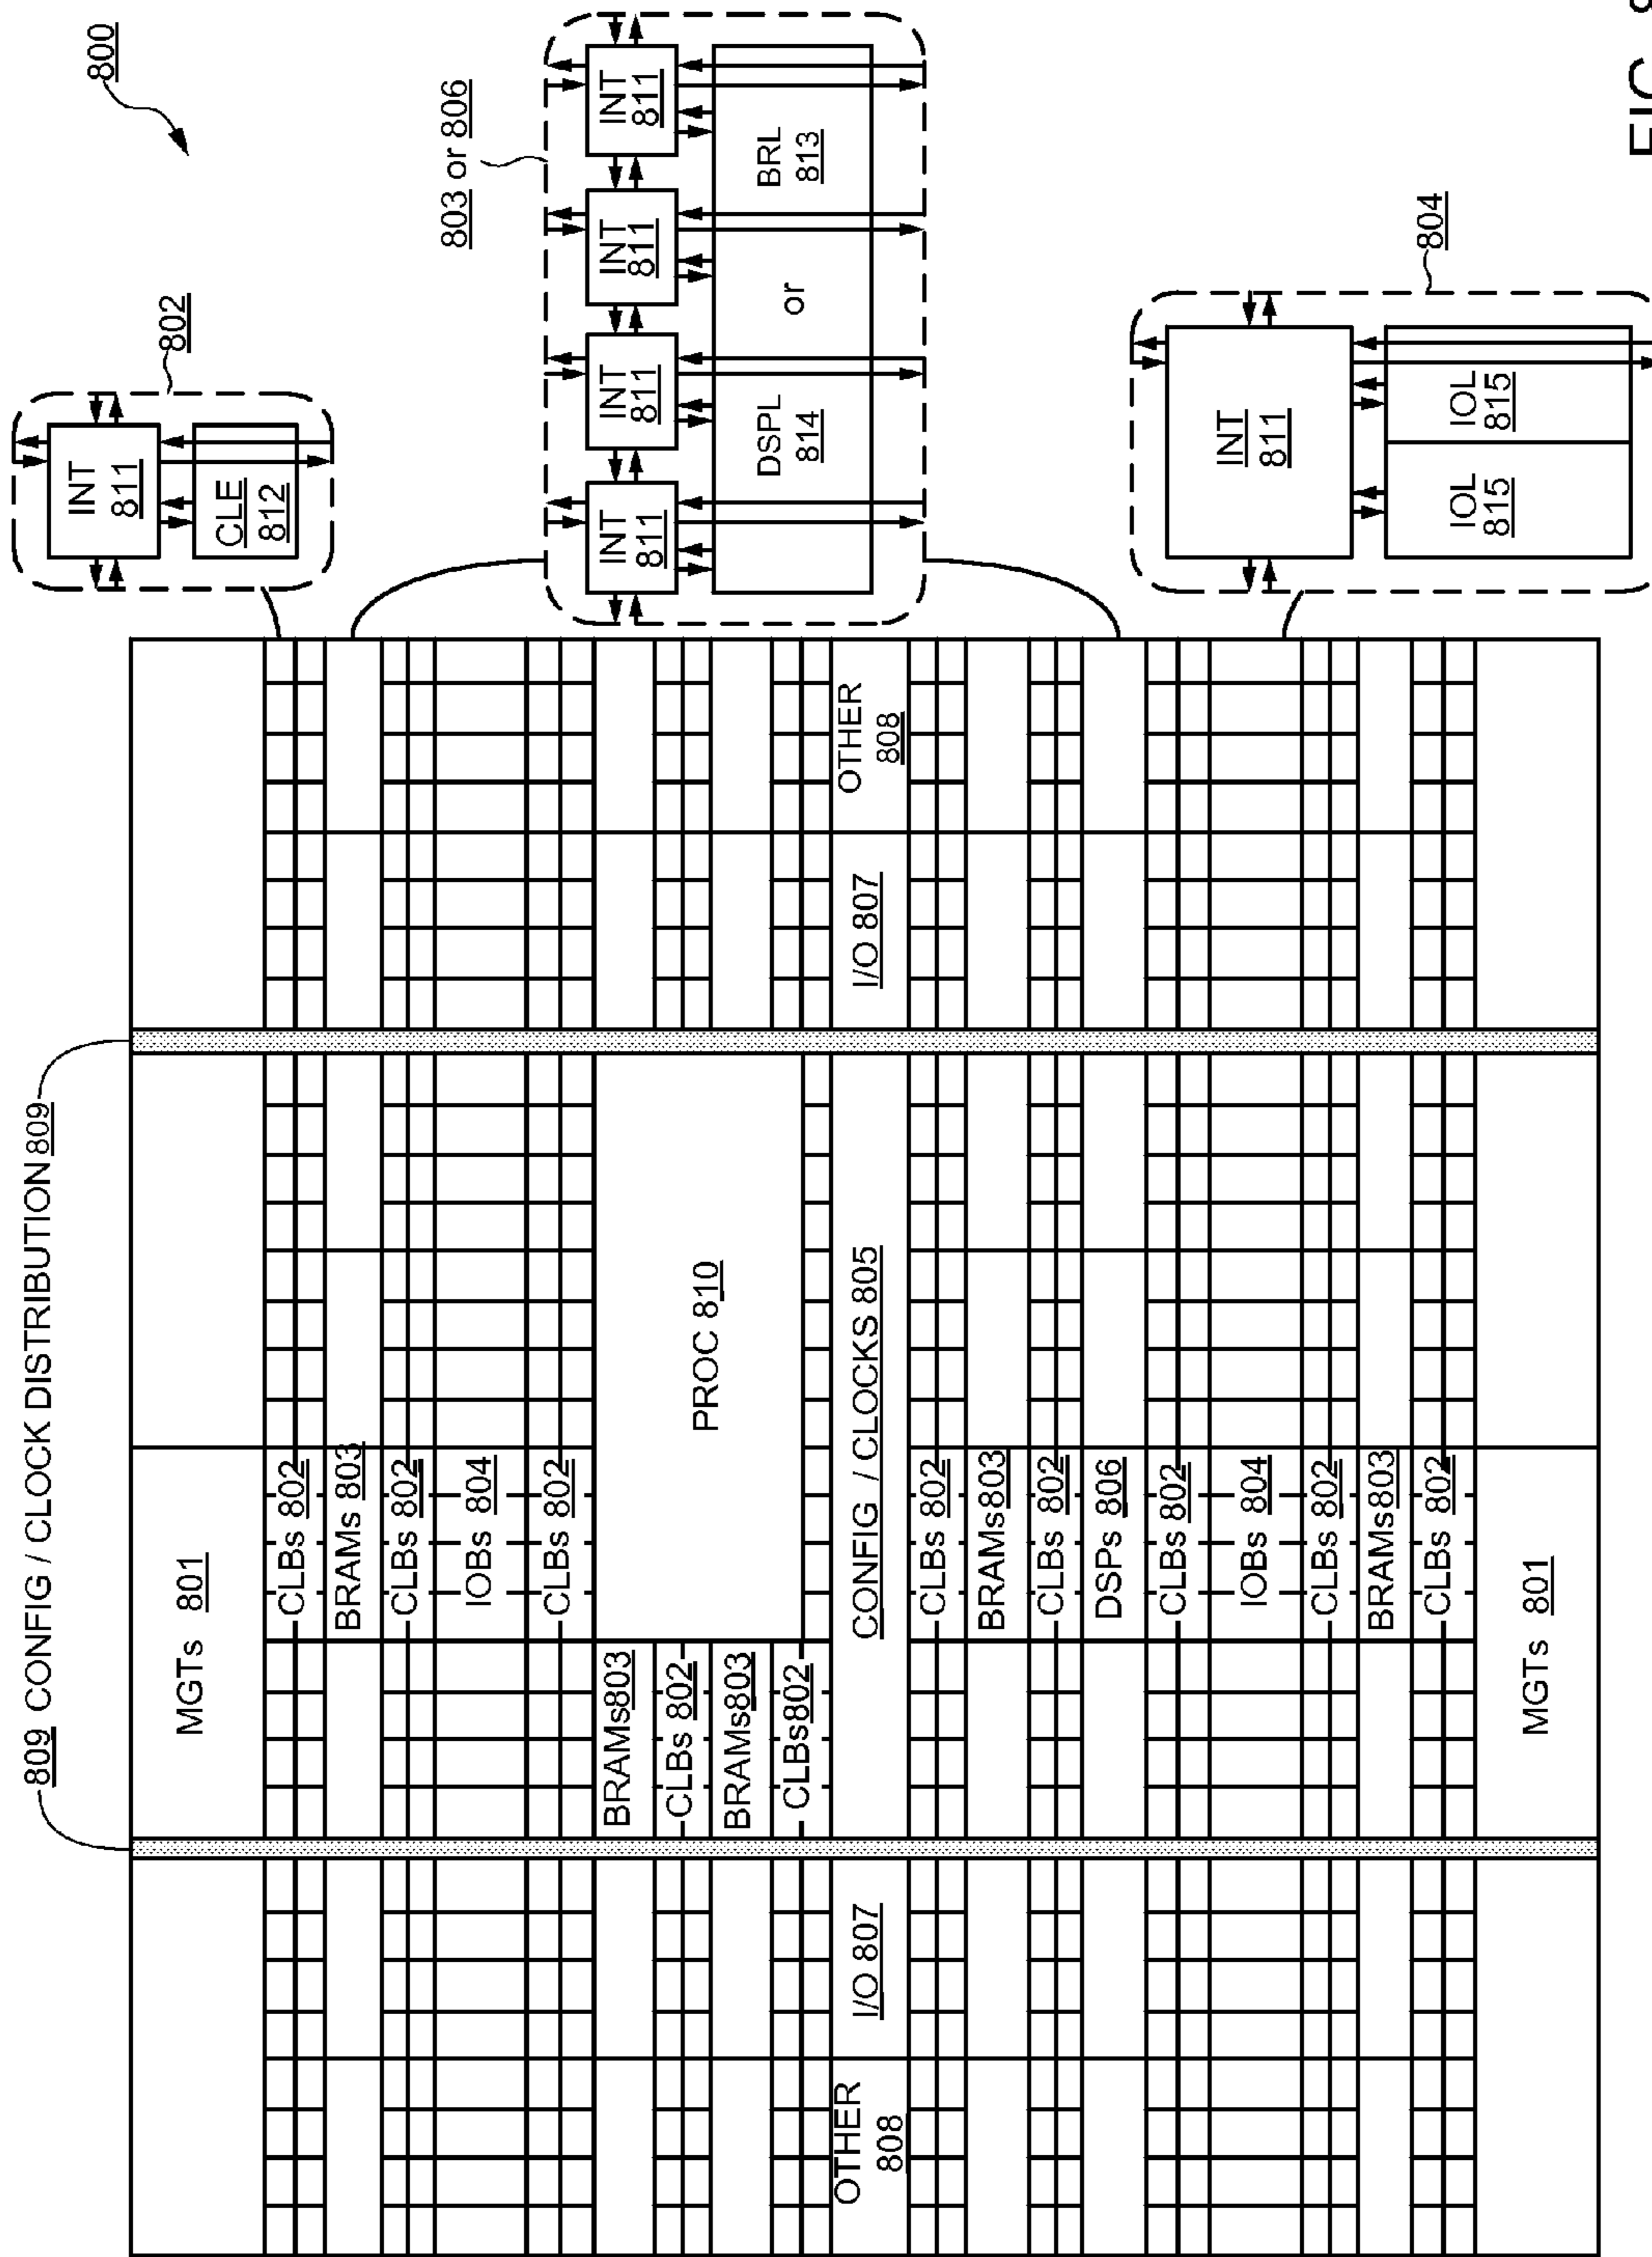 809 CONFIG / CLOCK DISTRIBUTION 809
800
MGTs 801
CLBs 802
BRAMs 803
CLBs 802
IOBs 804
CLBs 802
BRAMs 803
CLBs 802
BRAMs 803
CLBs 802
PROC 810
OTHER
808
I/O 807
CONFIG / CLOCKS 805
I/O 807
OTHER
808
CLBs 802
BRAMs 803
CLBs 802
DSPs 806
CLBs 802
IOBs 804
CLBs 802
BRAMs 803
CLBs 802
MGTs 801
802
INT
811
CLE
812
803 or 806
INT
811
INT
811
INT
811
INT
811
DSPL
814
or
BRL
813
804
INT
811
IOL
815
IOL
815
FIG. 8